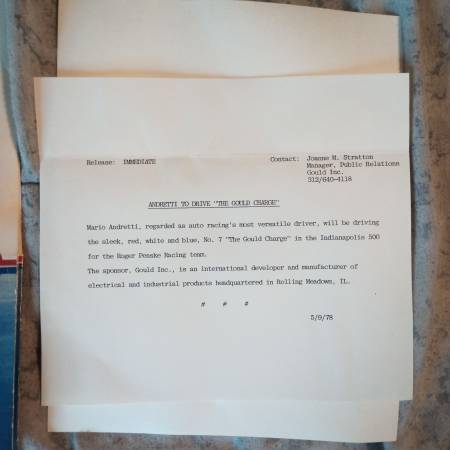 Release: IMMEDIATE
Contact: Joanne M. Stratton
Manager, Public Relations
Gould Inc.
312/640-4118
ANDRETTI TO DRIVE "THE GOULD CHARGE"
Mario Andretti, regarded as auto racing's most versatile driver, will be driving
the sleek, red, white and blue, No. 7 "The Gould Charge" in the Indianapolis 500
for the Roger Penske Racing team.
The sponsor, Gould Inc., is an international developer and manufacturer of
electrical and industrial products headquartered in Rolling Meadows, IL.
# # #
5/9/78